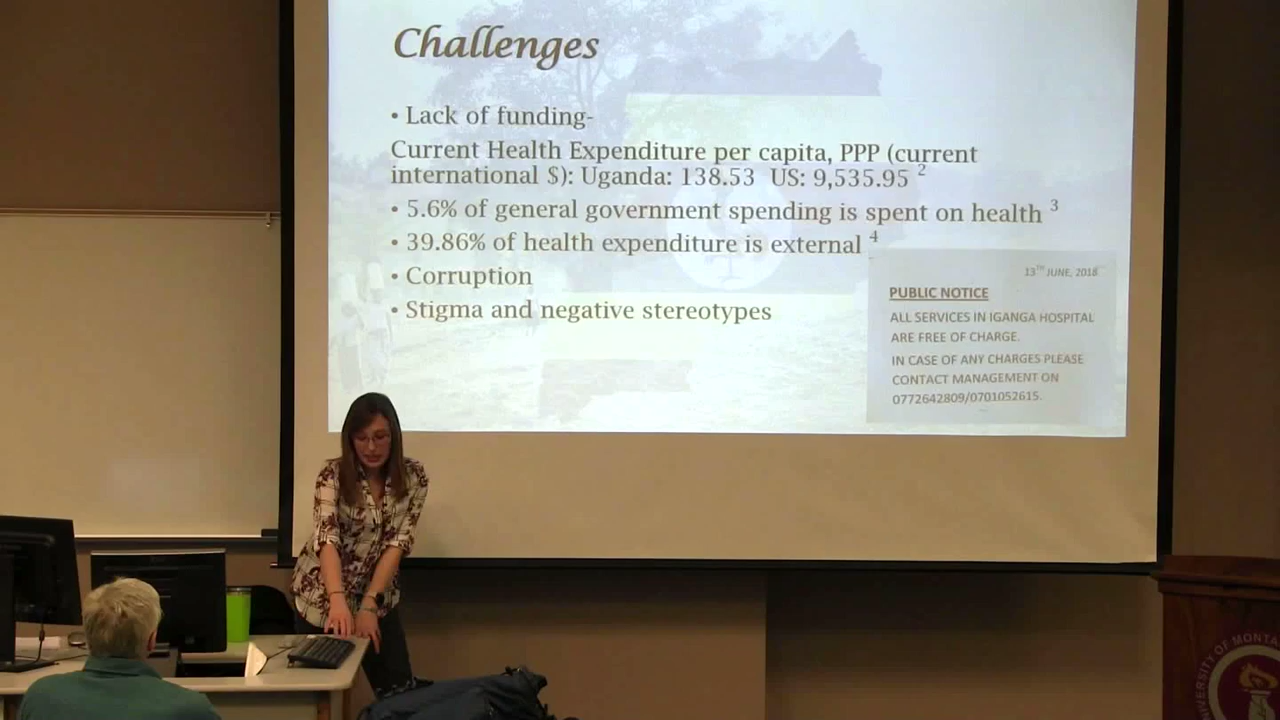 Challenges
• Lack of funding-
Current Health Expenditure per capita, PPP (current
international $): Uganda: 138.53 US: 9,535.95 2
• 5.6% of general government spending is spent on health 3
• 39.86% of health expenditure is external 4
• Corruption
• Stigma and negative stereotypes
13TH JUNE, 2018
PUBLIC NOTICE
ALL SERVICES IN IGANGA HOSPITAL
ARE FREE OF CHARGE.
IN CASE OF ANY CHARGES PLEASE
CONTACT MANAGEMENT ON
0772642809/0701052615.
UNIVERSITY OF